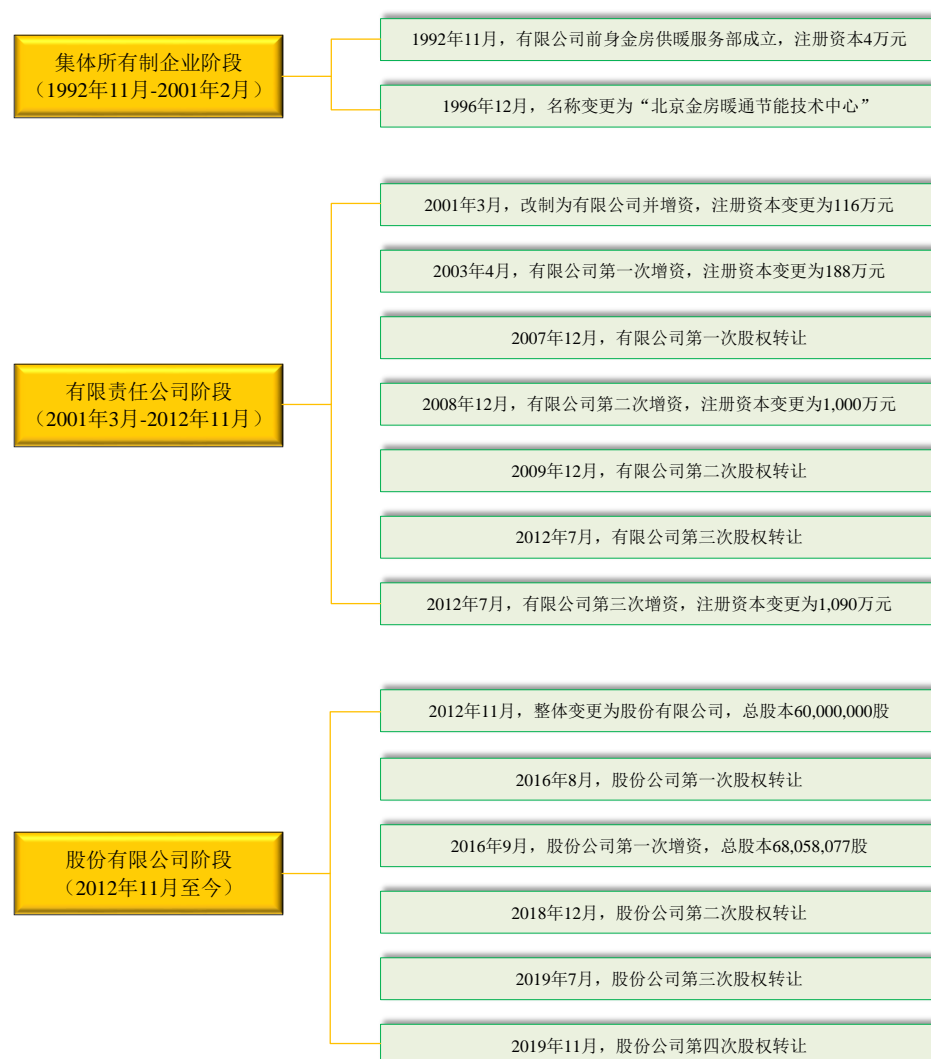 集体所有制企业阶段
（1992年11月-2001年2月）
1992年11月，有限公司前身金房供暖服务部成立，注册资本4万元
1996年12月，名称变更为“北京金房暖通节能技术中心”
有限责任公司阶段
（2001年3月-2012年11月）
2001年3月，改制为有限公司并增资，注册资本变更为116万元
2003年4月，有限公司第一次增资，注册资本变更为188万元
2007年12月，有限公司第一次股权转让
2008年12月，有限公司第二次增资，注册资本变更为1,000万元
2009年12月，有限公司第二次股权转让
2012年7月，有限公司第三次股权转让
2012年7月，有限公司第三次增资，注册资本变更为1,090万元
股份有限公司阶段
（2012年11月至今）
2012年11月，整体变更为股份有限公司，总股本60,000,000股
2016年8月，股份公司第一次股权转让
2016年9月，股份公司第一次增资，总股本68,058,077股
2018年12月，股份公司第二次股权转让
2019年7月，股份公司第三次股权转让
2019年11月，股份公司第四次股权转让